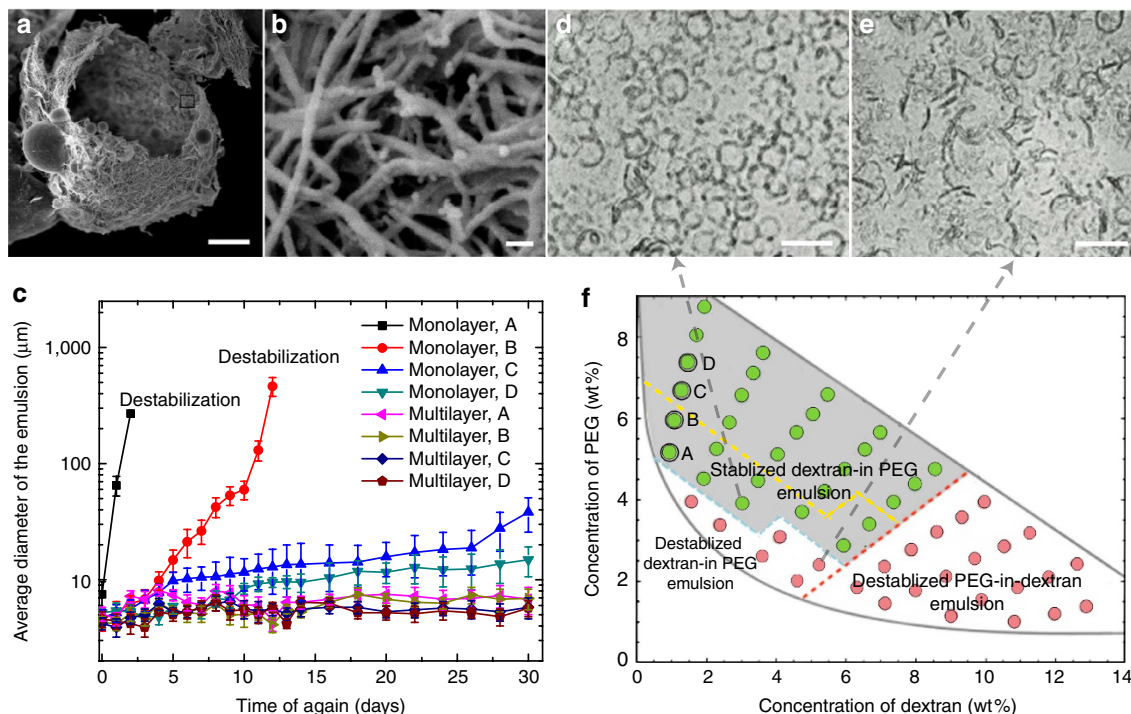 a
b
d
e
c
1,000
100
10
0
5
10
15
20
25
30
Average diameter of the emulsion (μm)
Time of again (days)
Destabilization
Destabilization
Monolayer, A
Monolayer, B
Monolayer, C
Monolayer, D
Multilayer, A
Multilayer, B
Multilayer, C
Multilayer, D
f
8
6
4
2
0
0
2
4
6
8
10
12
14
Concentration of PEG (wt%)
Concentration of dextran (wt%)
D
C
B
A
Stablized dextran-in PEG
emulsion
Destablized
dextran-in PEG
emulsion
Destablized PEG-in-dextran
emulsion